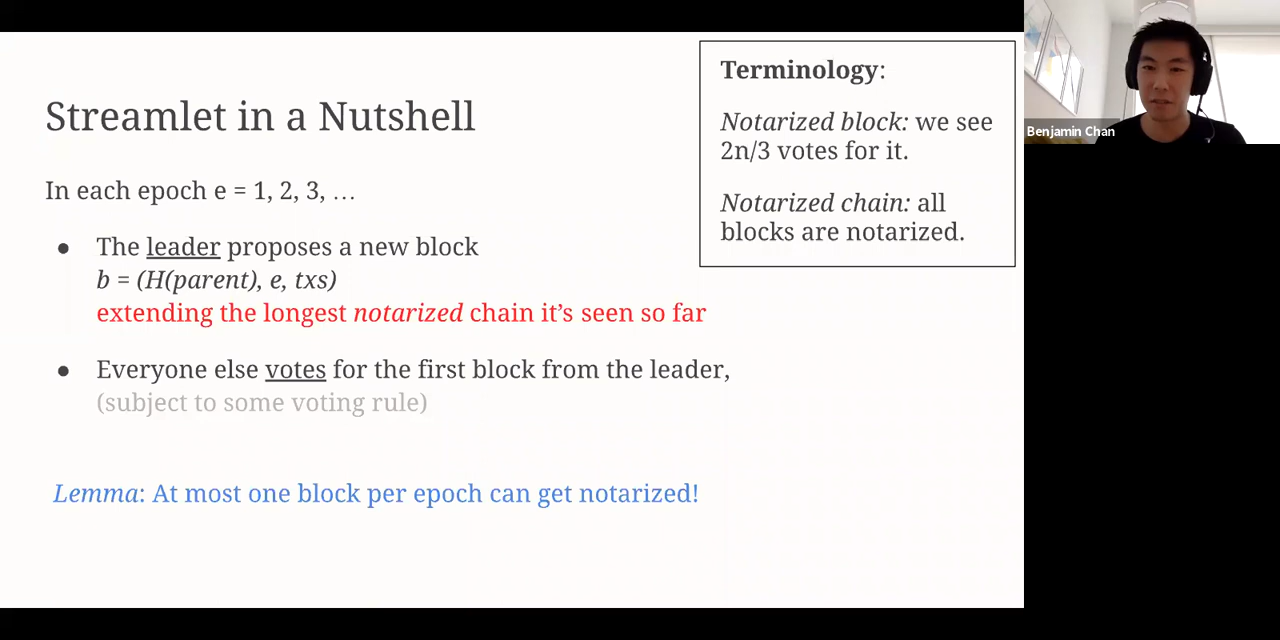 Streamlet in a Nutshell
In each epoch e = 1, 2, 3, …
● The leader proposes a new block
b = (H(parent), e, txs)
extending the longest notarized chain it’s seen so far
● Everyone else votes for the first block from the leader,
(subject to some voting rule)
Lemma: At most one block per epoch can get notarized!
Terminology:
Notarized block: we see
2n/3 votes for it.
Notarized chain: all
blocks are notarized.
Benjamin Chan